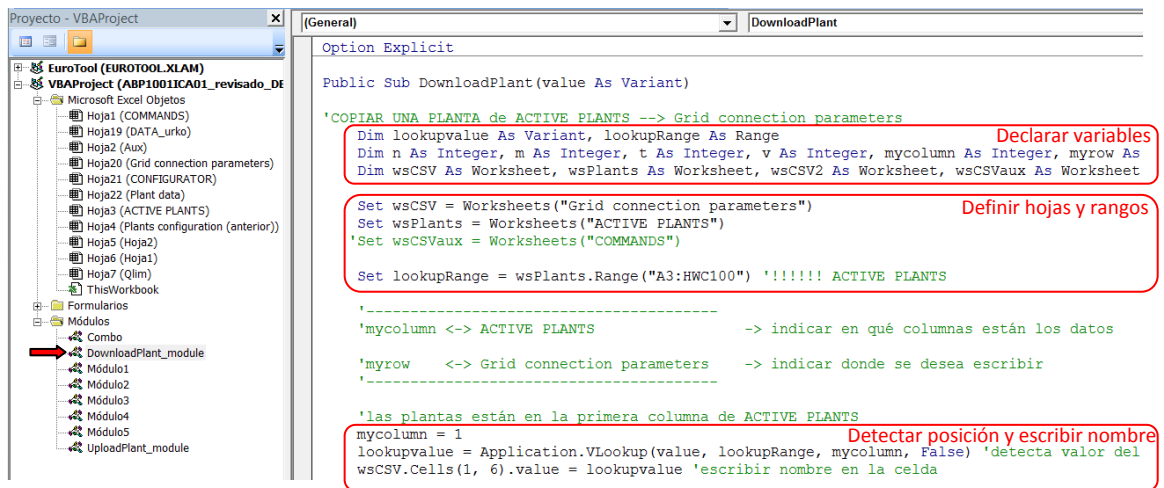 Proyecto - VBAProject
EuroTool (EUROTOOL.XLAM)
VBAProject (ABP1001ICA01_revisado_DE
Microsoft Excel Objetos
Hoja1 (COMMANDS)
Hoja19 (DATA_urko)
Hoja2 (Aux)
Hoja20 (Grid connection parameters)
Hoja21 (CONFIGURATOR)
Hoja22 (Plant data)
Hoja3 (ACTIVE PLANTS)
Hoja4 (Plants configuration (anterior))
Hoja5 (Hoja2)
Hoja6 (Hoja1)
Hoja7 (Qlim)
ThisWorkbook
Formularios
Módulos
Combo
DownloadPlant_module
Módulo1
Módulo2
Módulo3
Módulo4
Módulo5
UploadPlant_module
(General) DownloadPlant
Option Explicit
Public Sub DownloadPlant(value As Variant)
'COPIAR UNA PLANTA de ACTIVE PLANTS --> Grid connection parameters
Dim lookupvalue As Variant, lookupRange As Range Declarar variables
Dim n As Integer, m As Integer, t As Integer, v As Integer, mycolumn As Integer, myrow As
Dim wsCSV As Worksheet, wsPlants As Worksheet, wsCSV2 As Worksheet, wsCSVaux As Worksheet
Set wsCSV = Worksheets("Grid connection parameters") Definir hojas y rangos
Set wsPlants = Worksheets("ACTIVE PLANTS")
'Set wsCSVaux = Worksheets("COMMANDS")
Set lookupRange = wsPlants.Range("A3:HWC100") '!!!!!! ACTIVE PLANTS
'----------------------------------------
'mycolumn <-> ACTIVE PLANTS -> indicar en qué columnas están los datos
'myrow <-> Grid connection parameters -> indicar donde se desea escribir
'----------------------------------------
'las plantas están en la primera columna de ACTIVE PLANTS
mycolumn = 1 Detectar posición y escribir nombre
lookupvalue = Application.VLookup(value, lookupRange, mycolumn, False) 'detecta valor del
wsCSV.Cells(1, 6).value = lookupvalue 'escribir nombre en la celda